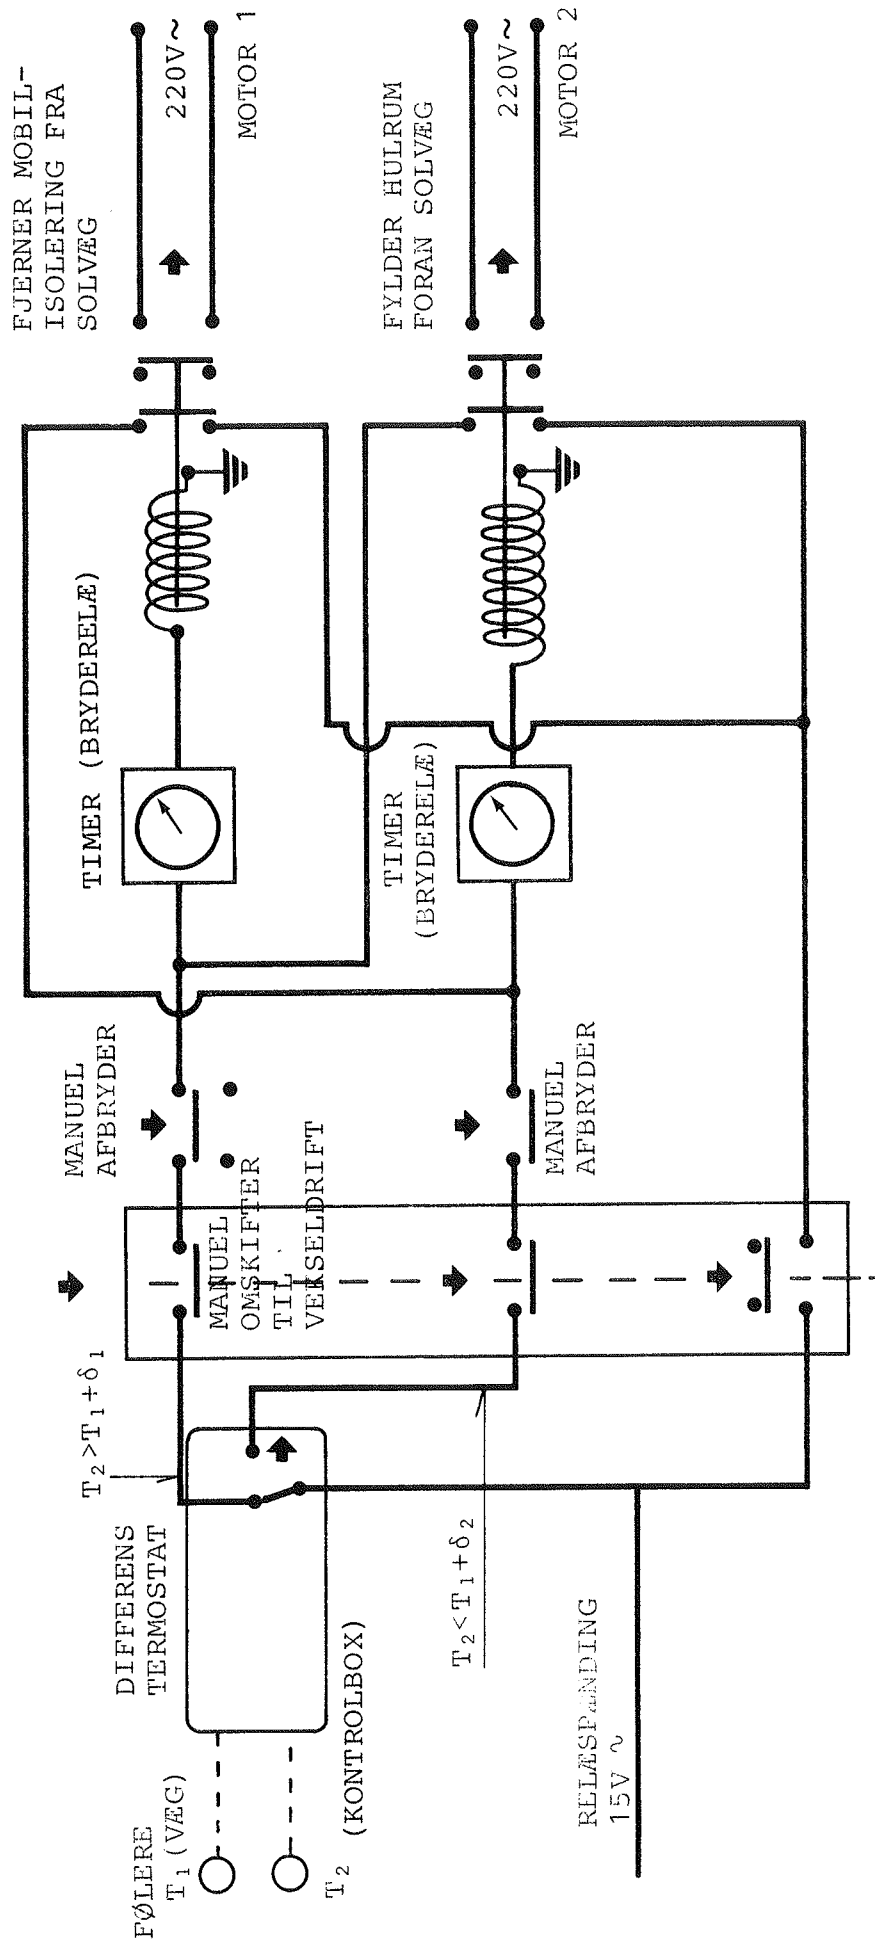 FØLERE
T₁ (VÆG)
T₂
(KONTROLBOX)
DIFFERENS
TERMOSTAT
T₂>T₁+δ₁
T₂<T₁+δ₂
RELÆSPÆNDING
15V ~
MANUEL
OMSKIFTER
TIL
VEKSELDRIFT
MANUEL
AFBRYDER
MANUEL
AFBRYDER
TIMER (BRYDERELÆ)
TIMER
(BRYDERELÆ)
FJERNER MOBIL-
ISOLERING FRA
SOLVÆG
220V~
MOTOR 1
FYLDER HULRUM
FORAN SOLVÆG
220V~
MOTOR 2